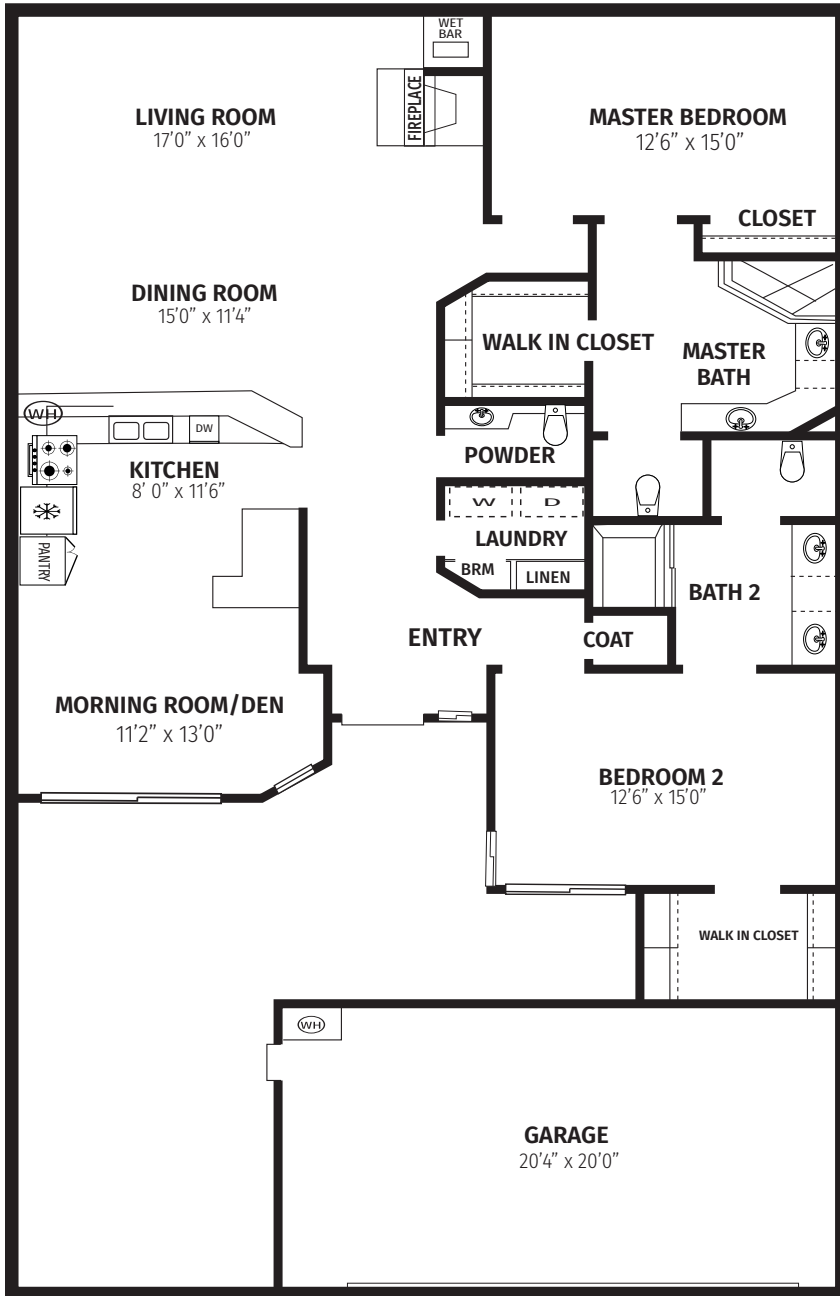 WET
BAR
FIREPLACE
LIVING ROOM
17’0” x 16’0”
MASTER BEDROOM
12’6” x 15’0”
CLOSET
DINING ROOM
15’0” x 11’4”
WALK IN CLOSET
MASTER
BATH
WH
DW
KITCHEN
8’ 0” x 11’6”
POWDER
W D
LAUNDRY
PANTRY
BRM
LINEN
BATH 2
ENTRY
COAT
MORNING ROOM/DEN
11’2” x 13’0”
BEDROOM 2
12’6” x 15’0”
WALK IN CLOSET
WH
GARAGE
20’4” x 20’0”